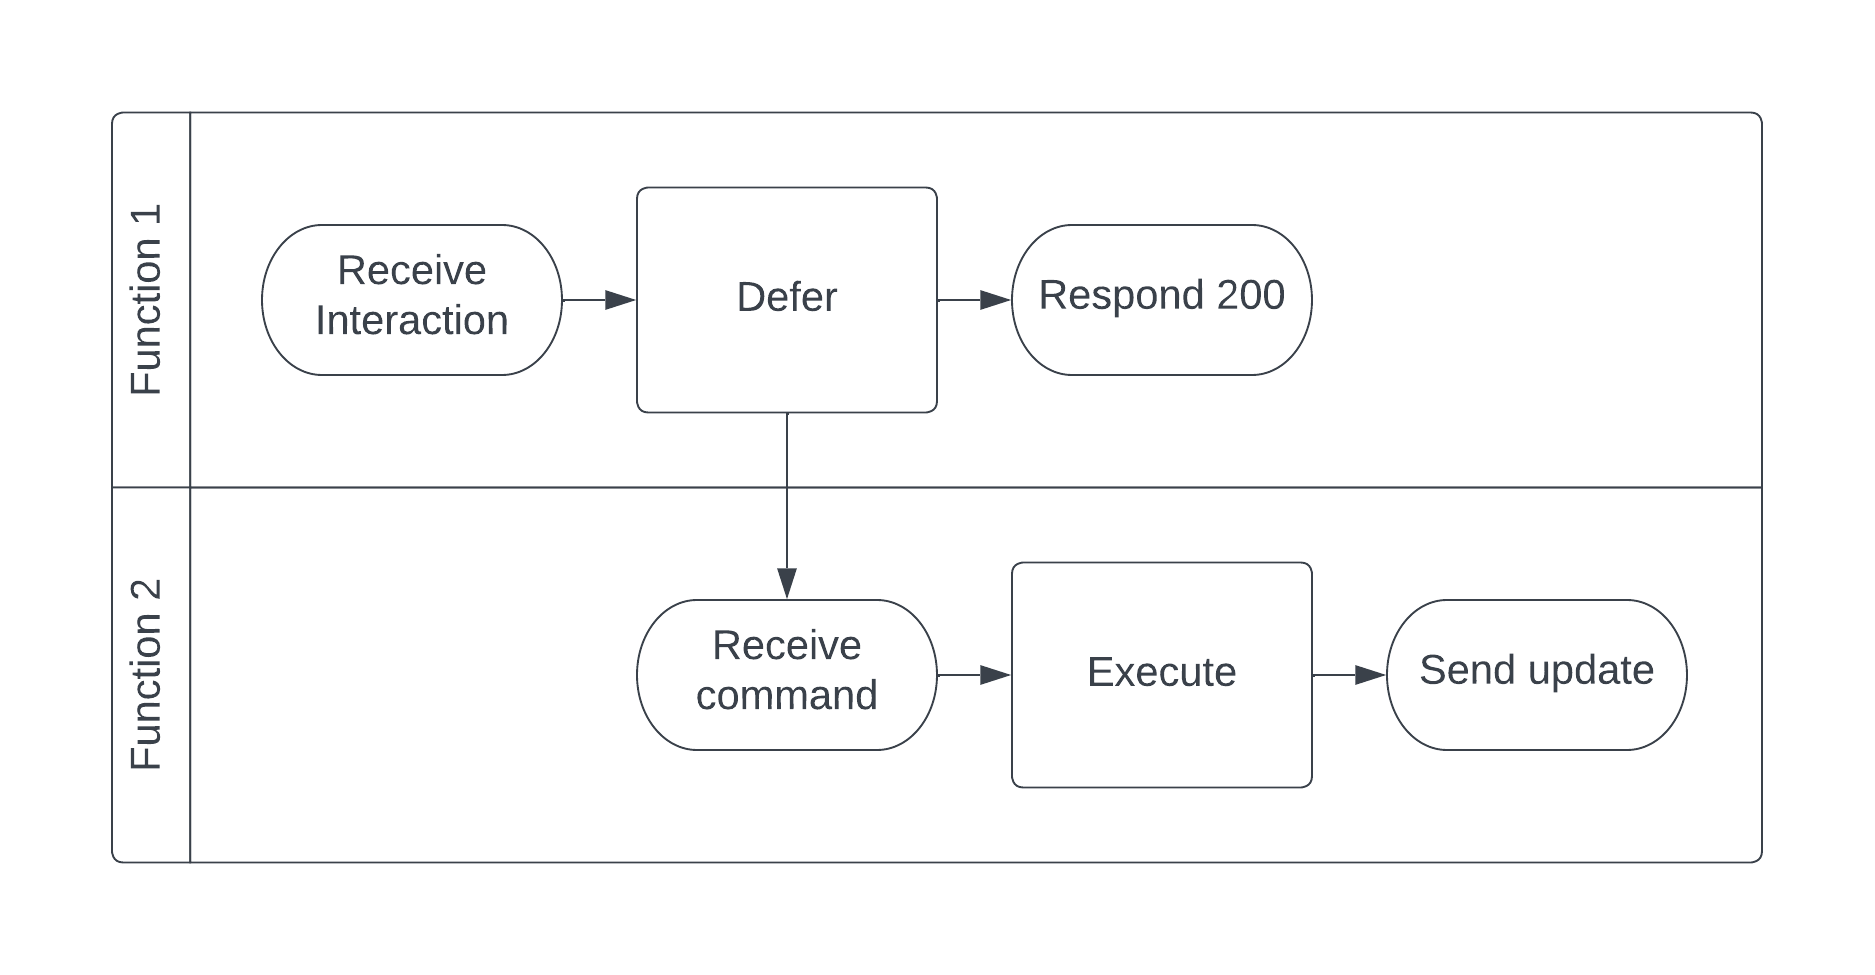 Function 1
Receive
Interaction
Defer
Respond 200
Function 2
Receive
command
Execute
Send update